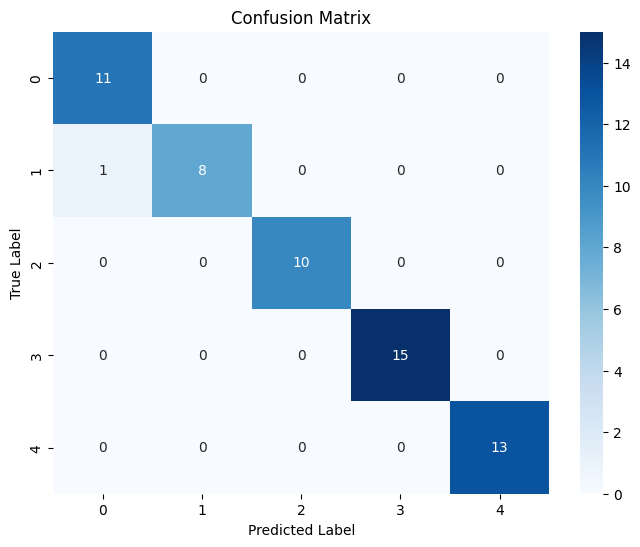 Confusion Matrix
0 11 0 0 0 0
1 1 8 0 0 0
2 0 0 10 0 0
3 0 0 0 15 0
4 0 0 0 0 13
0 1 2 3 4
True Label
Predicted Label
14
12
10
8
6
4
2
0